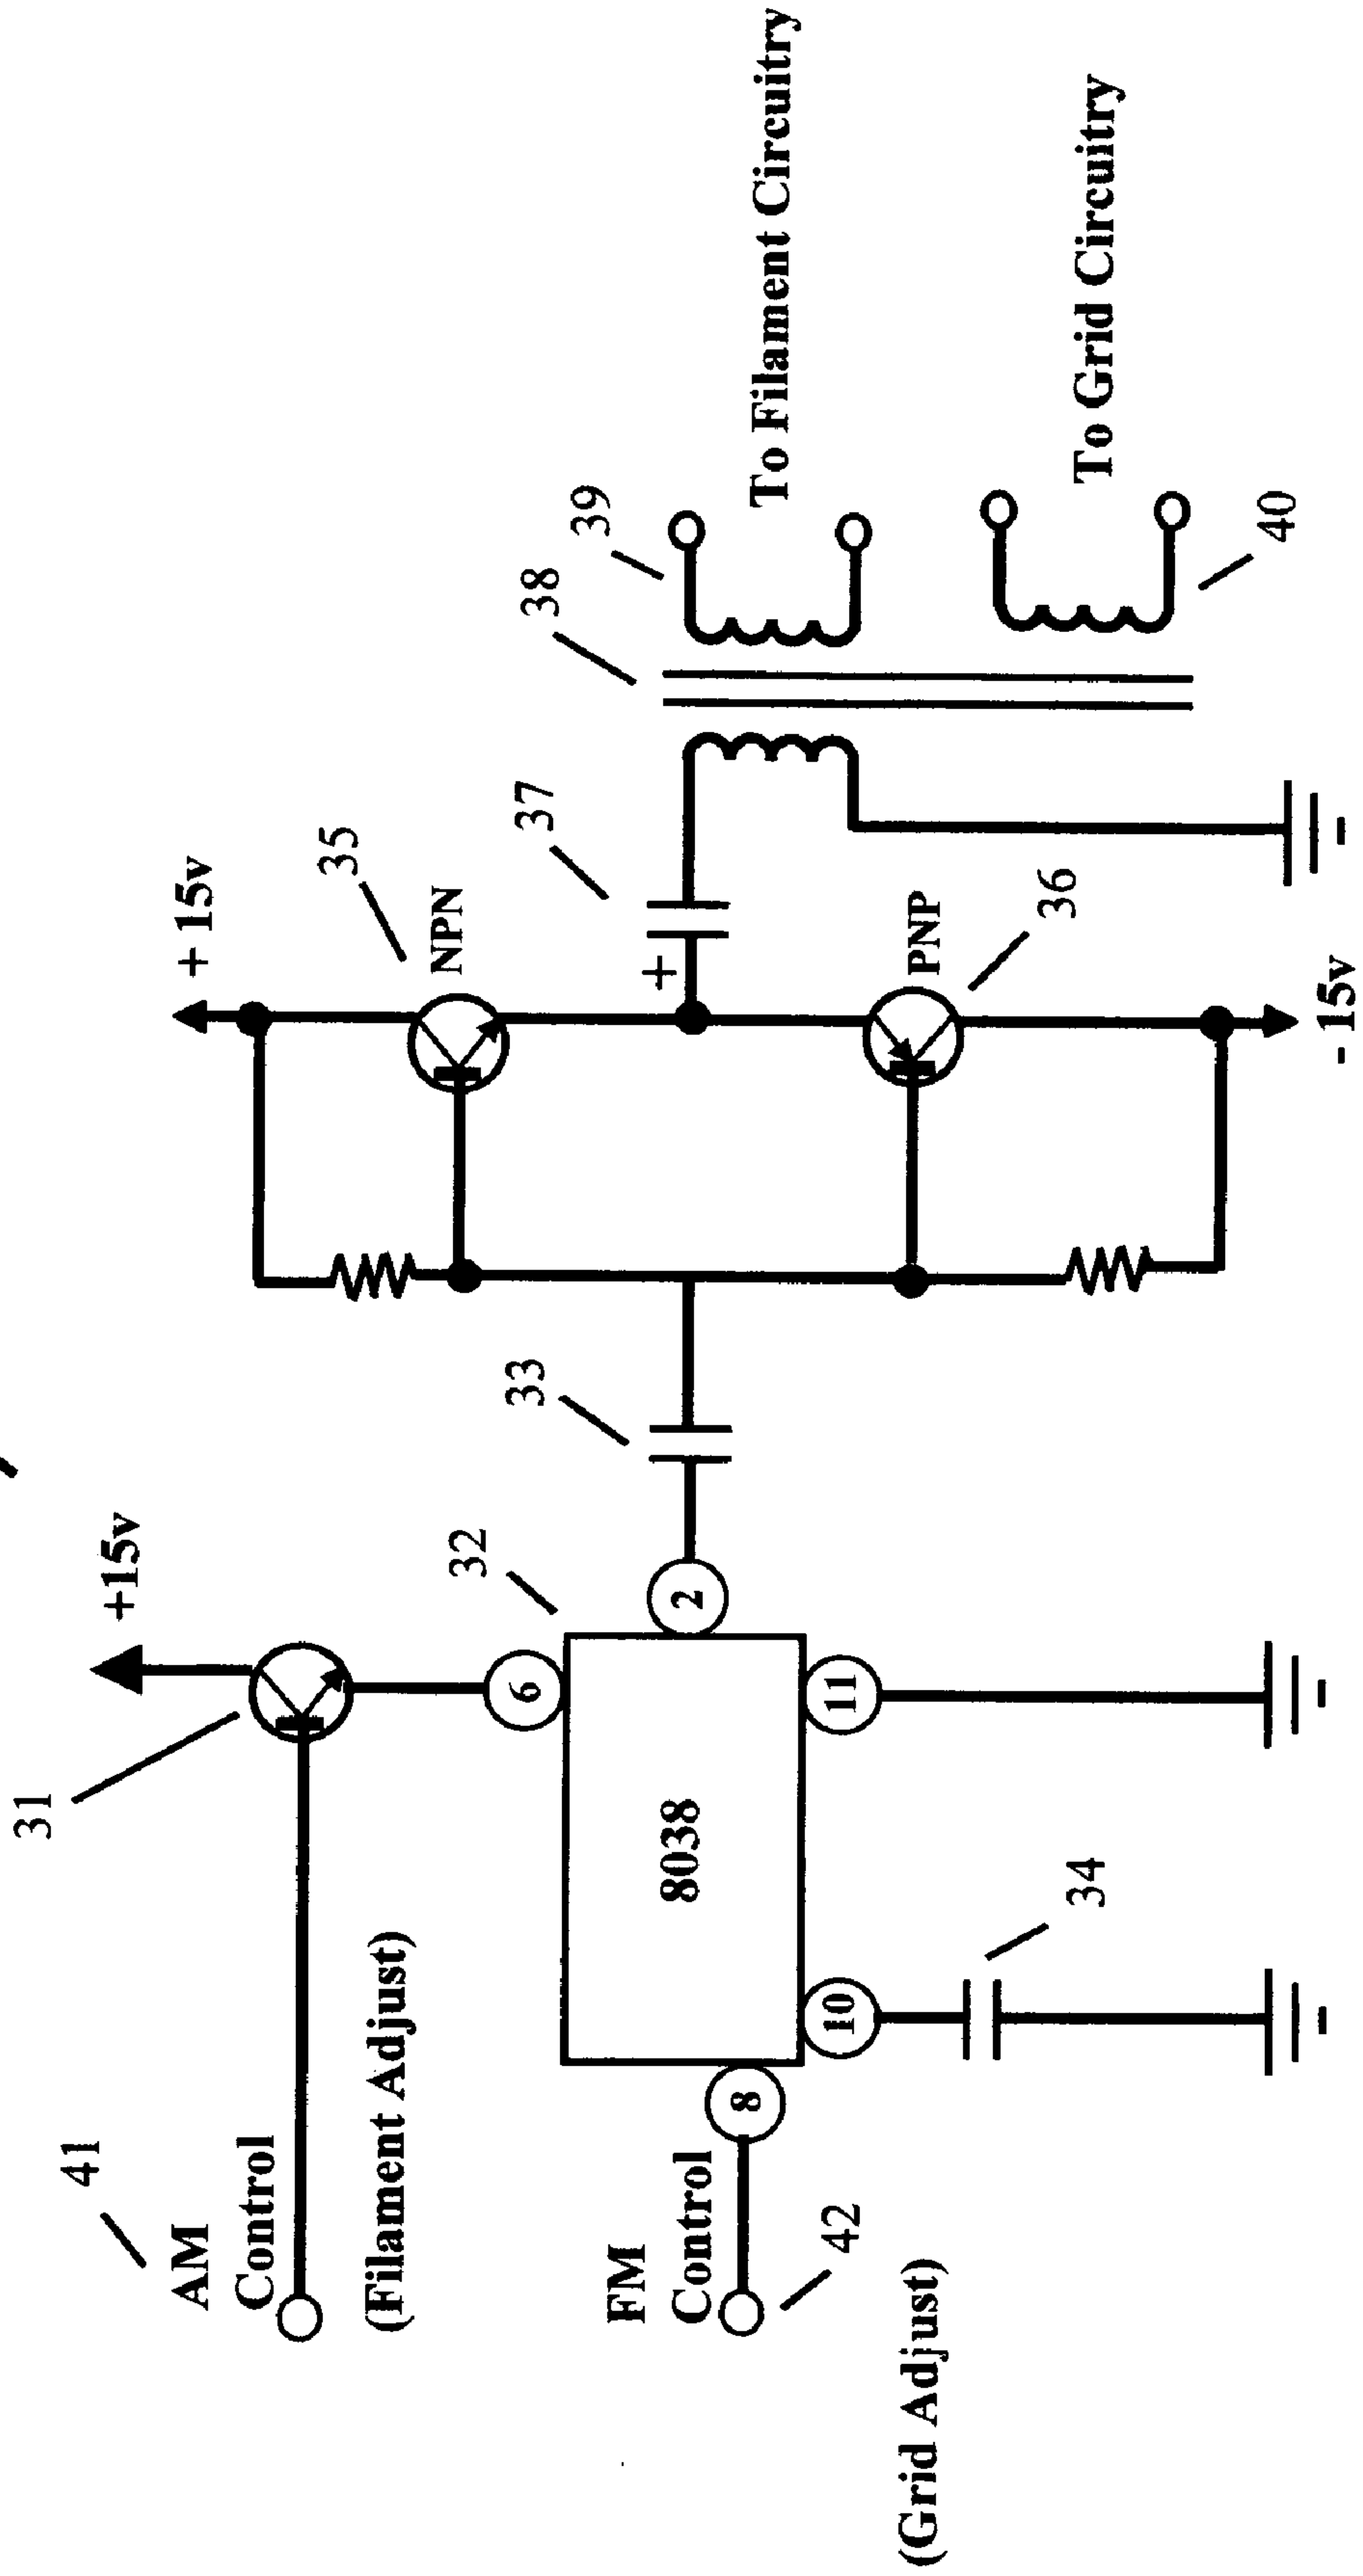 41
AM
Control
(Filament Adjust)
FM
Control
42
(Grid Adjust)
31
+15v
6
32
8038
2
8
10
11
34
33
+15v
35
NPN
+
37
PNP
36
-15v
38
39
To Filament Circuitry
To Grid Circuitry
40